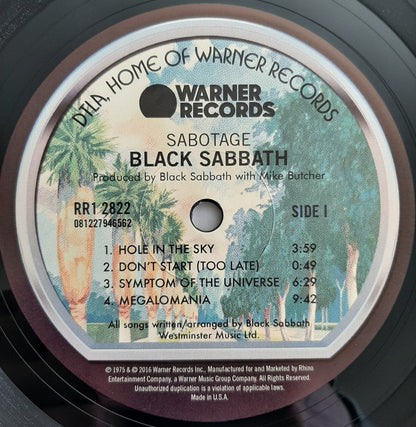 DTLA, HOME OF WARNER RECORDS
WARNER
RECORDS
SABOTAGE
BLACK SABBATH
Produced by Black Sabbath with Mike Butcher
RR1 2822
081227946562
SIDE 1
1. HOLE IN THE SKY 3:59
2. DON'T START (TOO LATE) 0:49
3. SYMPTOM OF THE UNIVERSE 6:29
4. MEGALOMANIA 9:42
All songs written/arranged by Black Sabbath
Westminster Music Ltd.
℗ 1975 & © 2016 Warner Records Inc., Manufactured for and Marketed by Rhino
Entertainment Company, a Warner Music Group Company. All Rights Reserved.
Unauthorized duplication is a violation of applicable laws.
Made in U.S.A.